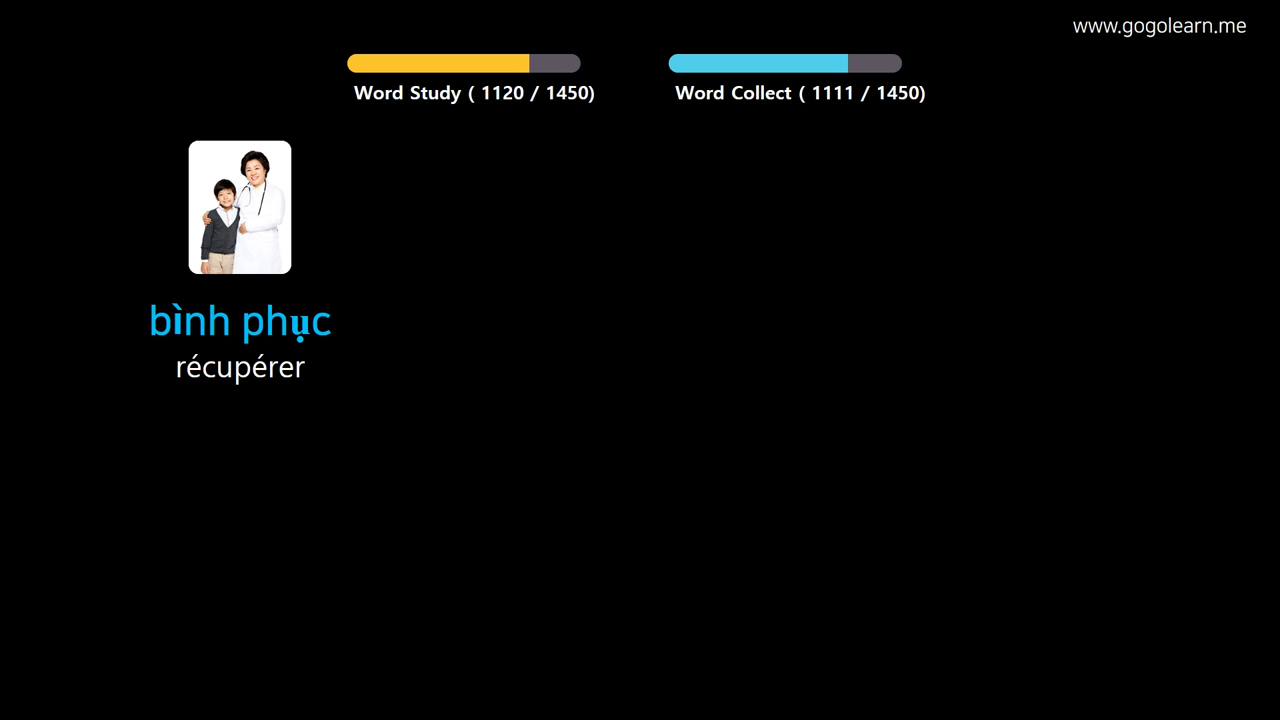 www.gogolearn.me
Word Study ( 1120 / 1450)
Word Collect ( 1111 / 1450)
bình phục
récupérer